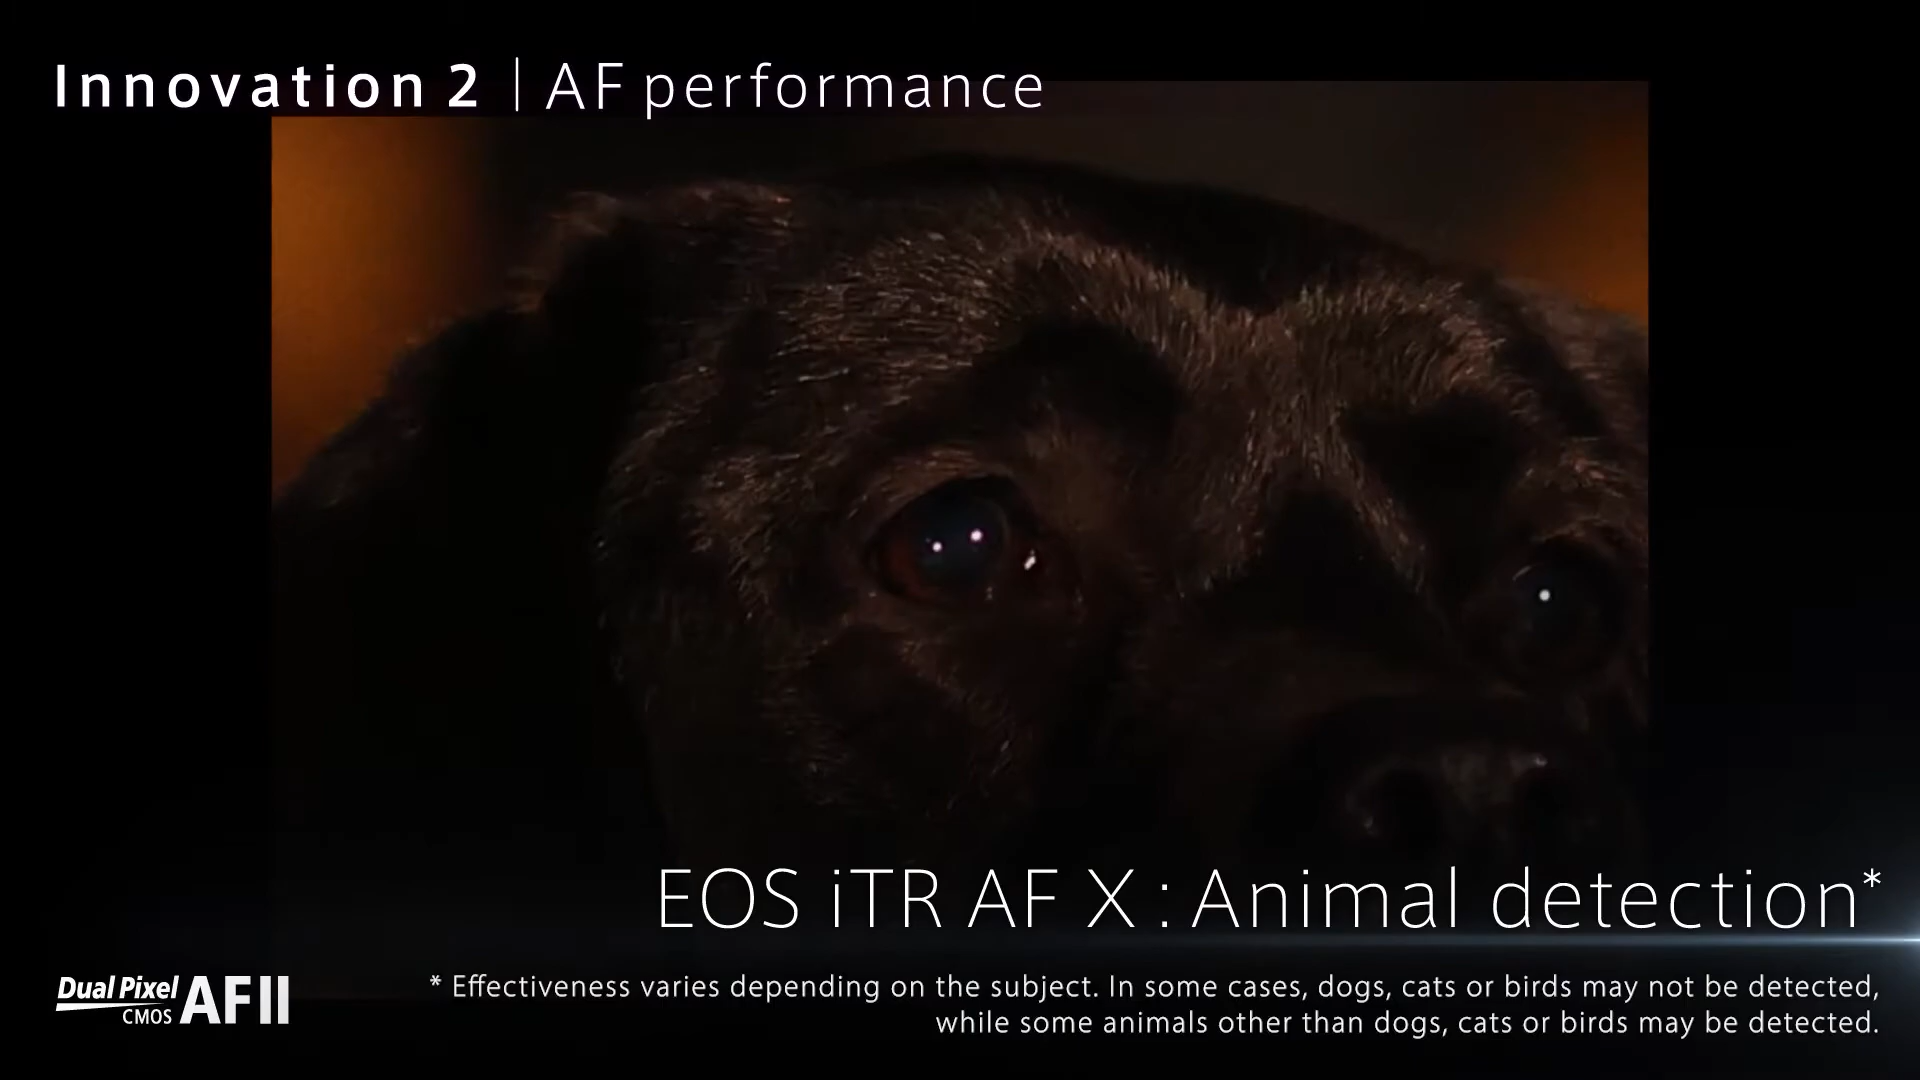 Innovation 2 | AF performance
EOS iTR AF X : Animal detection*
Dual Pixel
CMOS AF II
* Effectiveness varies depending on the subject. In some cases, dogs, cats or birds may not be detected,
while some animals other than dogs, cats or birds may be detected.